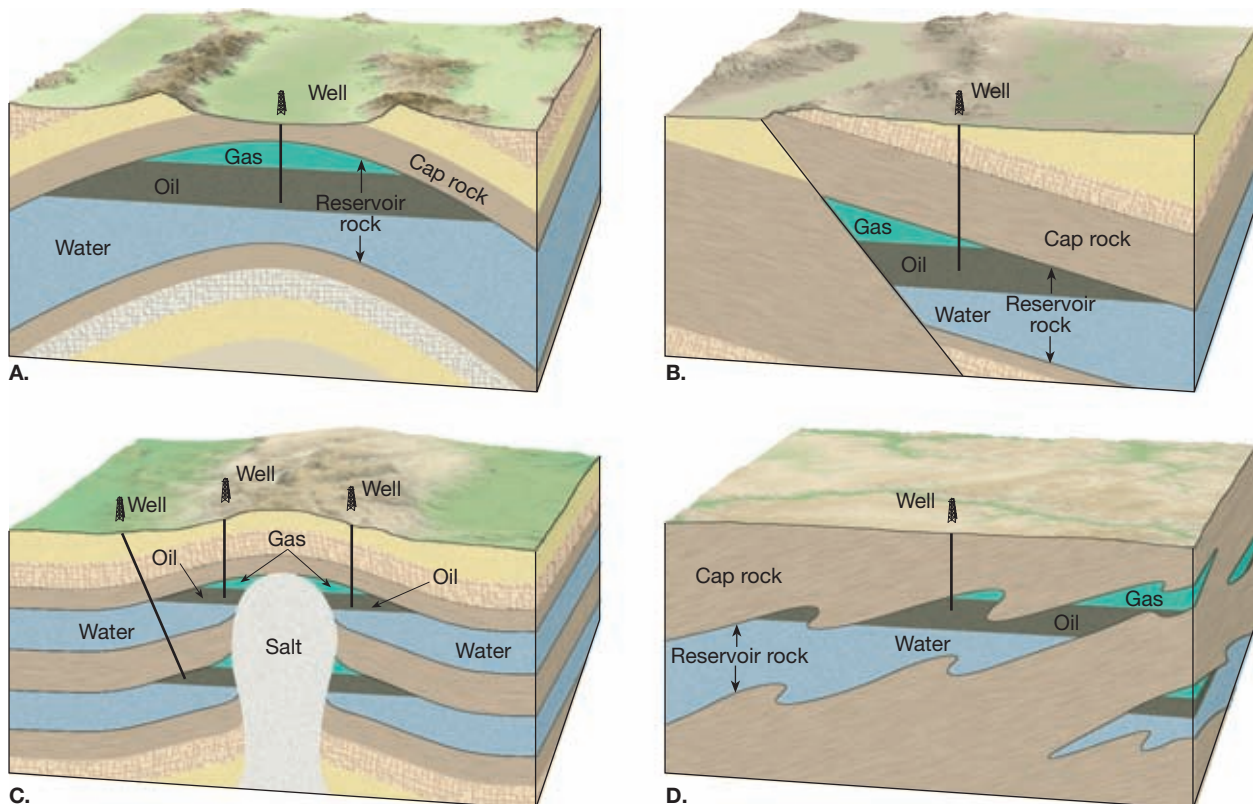 Well
Gas
Cap rock
Oil
Reservoir
rock
Water
A.
Well
Gas
Cap rock
Oil
Reservoir
rock
Water
B.
Well
Well
Well
Oil
Gas
Oil
Water
Salt
Water
C.
Well
Cap rock
Gas
Oil
Water
Reservoir rock
D.